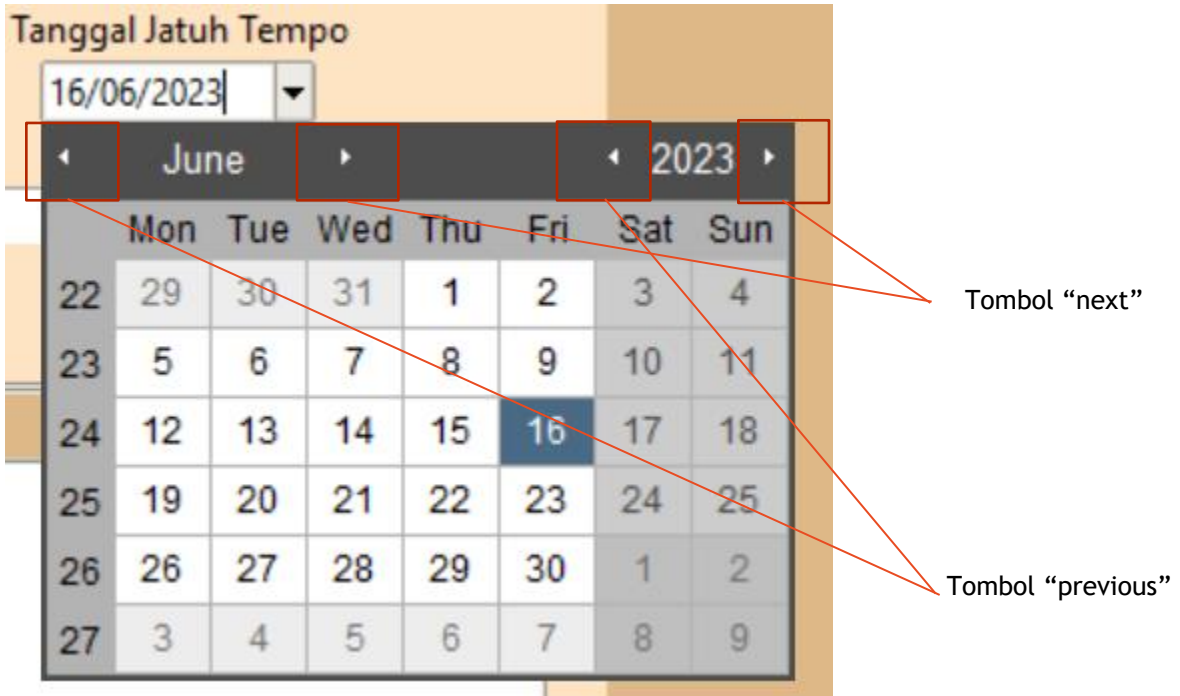 Tanggal Jatuh Tempo
16/06/2023
June 2023
Mon Tue Wed Thu Fri Sat Sun
22 29 30 31 1 2 3 4
Tombol “next”
23 5 6 7 8 9 10 11
24 12 13 14 15 16 17 18
25 19 20 21 22 23 24 25
26 26 27 28 29 30 1 2
Tombol “previous”
27 3 4 5 6 7 8 9